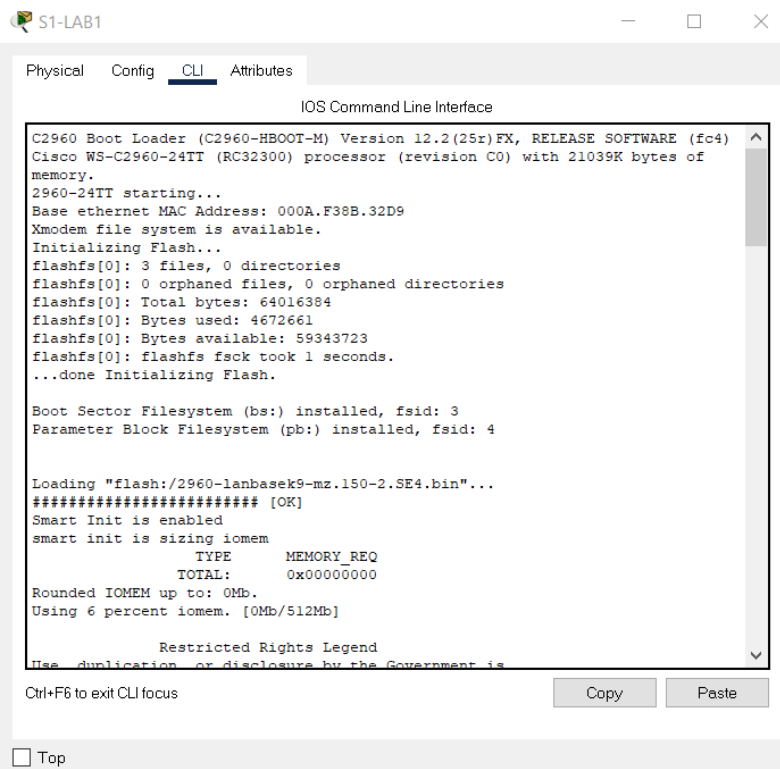 S1-LAB1
Physical Config CLI Attributes
IOS Command Line Interface
C2960 Boot Loader (C2960-HBOOT-M) Version 12.2(25r)FX, RELEASE SOFTWARE (fc4)
Cisco WS-C2960-24TT (RC32300) processor (revision C0) with 21039K bytes of
memory.
2960-24TT starting...
Base ethernet MAC Address: 000A.F38B.32D9
Xmodem file system is available.
Initializing Flash...
flashfs[0]: 3 files, 0 directories
flashfs[0]: 0 orphaned files, 0 orphaned directories
flashfs[0]: Total bytes: 64016384
flashfs[0]: Bytes used: 4672661
flashfs[0]: Bytes available: 59343723
flashfs[0]: flashfs fsck took 1 seconds.
...done Initializing Flash.
Boot Sector Filesystem (bs:) installed, fsid: 3
Parameter Block Filesystem (pb:) installed, fsid: 4
Loading "flash:/2960-lanbasek9-mz.150-2.SE4.bin"...
########################## [OK]
Smart Init is enabled
smart init is sizing iomem
TYPE MEMORY_REQ
TOTAL: 0x00000000
Rounded IOMEM up to: 0Mb.
Using 6 percent iomem. [0Mb/512Mb]
Restricted Rights Legend
Use, duplication, or disclosure by the Government is
Ctrl+F6 to exit CLI focus
Copy Paste
Top